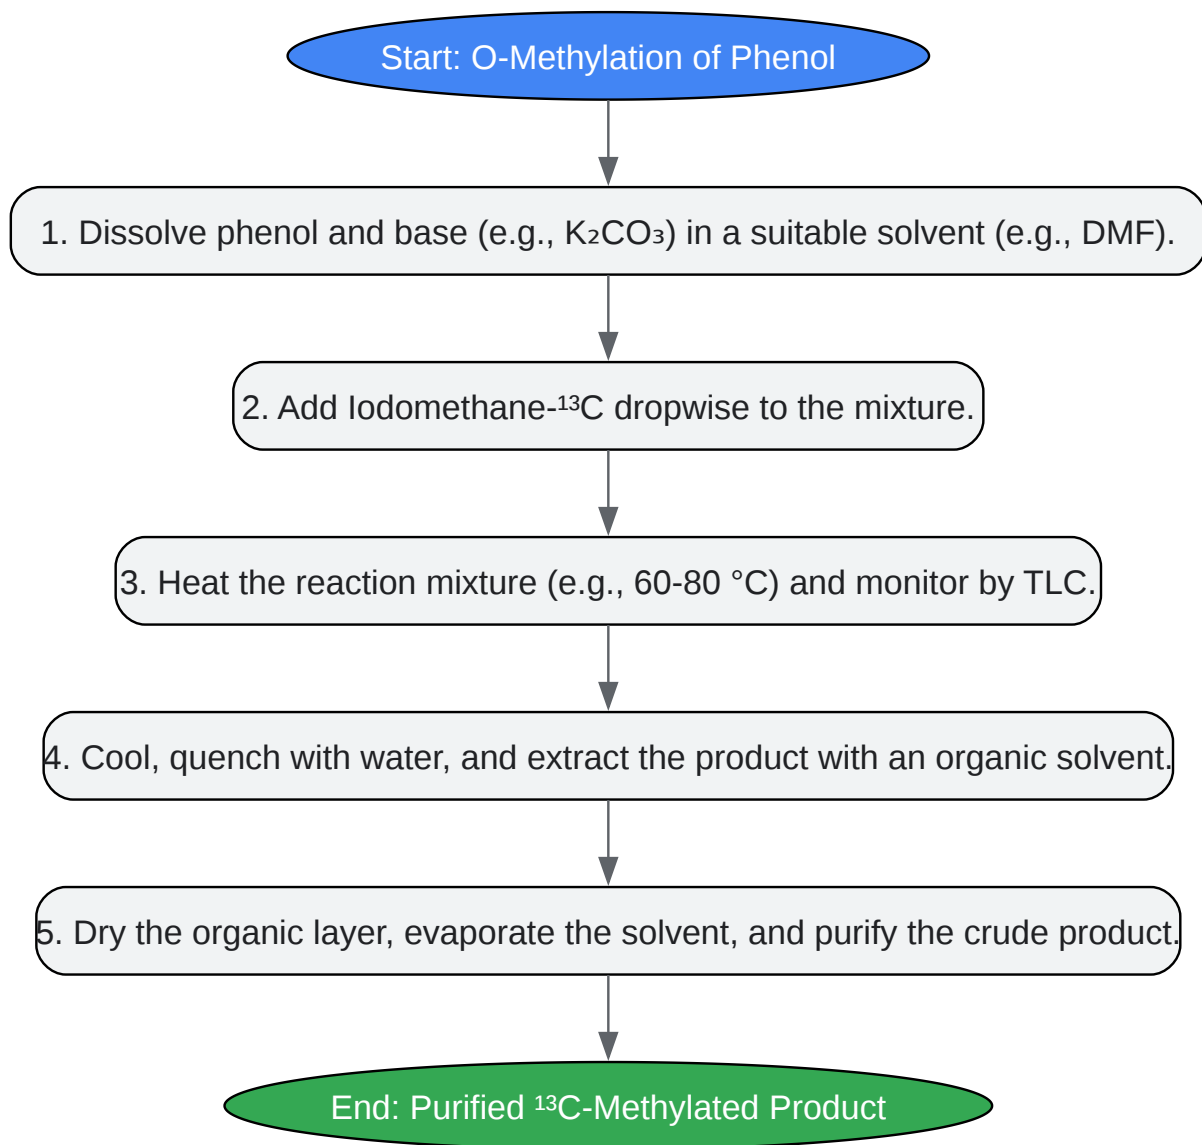 Start: O-Methylation of Phenol
1. Dissolve phenol and base (e.g., K₂CO₃) in a suitable solvent (e.g., DMF).
2. Add Iodomethane-¹³C dropwise to the mixture.
3. Heat the reaction mixture (e.g., 60-80 °C) and monitor by TLC.
4. Cool, quench with water, and extract the product with an organic solvent.
5. Dry the organic layer, evaporate the solvent, and purify the crude product.
End: Purified ¹³C-Methylated Product